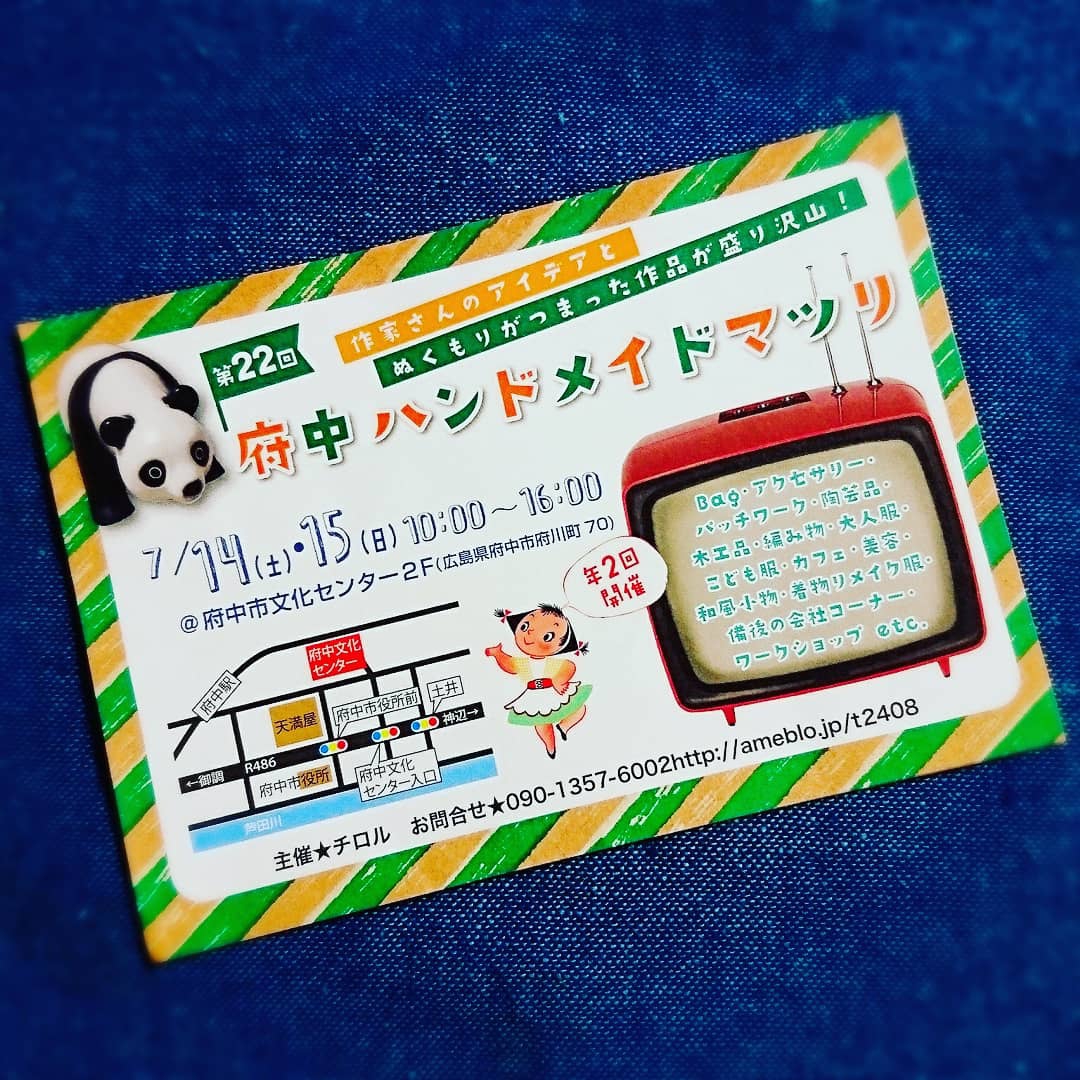 作家さんのアイデアと
ぬくもりがつまった作品が盛り沢山！
第22回
府中ハンドメイドマツリ
7/14(土)・15(日)10:00～16:00
@府中市文化センター2F(広島県府中市府川町70)
Bag・アクセサリー・
パッチワーク・陶芸品・
木工品・編み物・大人服・
こども服・カフェ・美容・
和風小物・着物リメイク服・
備後の会社コーナー・
ワークショップ etc.
年2回
開催
府中文化
センター
府中駅
天満屋
府中市役所前
土井
神辺→
←御調
R486
府中市役所
府中文化
センター入口
芦田川
主催★チロル お問合せ★090-1357-6002http://ameblo.jp/t2408